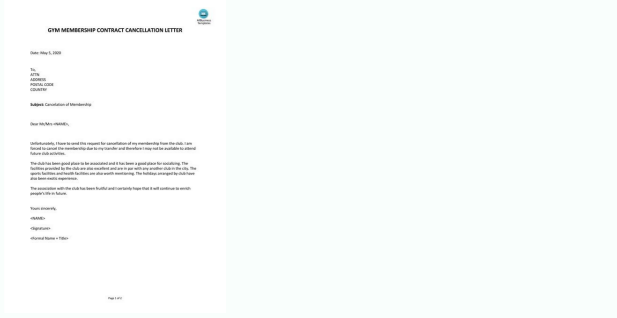 GYM MEMBERSHIP CONTRACT CANCELLATION LETTER
Date: May 5, 2020
To,
ATTN
ADDRESS
POSTAL CODE
COUNTRY
Subject: Cancelation of Membership
Dear Mr/Mrs <NAME>,
Unfortunately, I have to send this request for cancellation of my membership from the club. I am
forced to cancel the membership due to my transfer and therefore I may not be available to attend
future club activities.
The club has been good place to be associated and it has been a good place for socializing. The
facilities provided by the club are also excellent and are in par with any another club in the city. The
sports facilities and health facilities are also worth mentioning. The holidays arranged by club have
also been exotic experience.
The association with the club has been fruitful and I certainly hope that it will continue to enrich
people's life in future.
Yours sincerely,
<NAME>
<Signature>
<Formal Name + Title>
Page 1 of 1